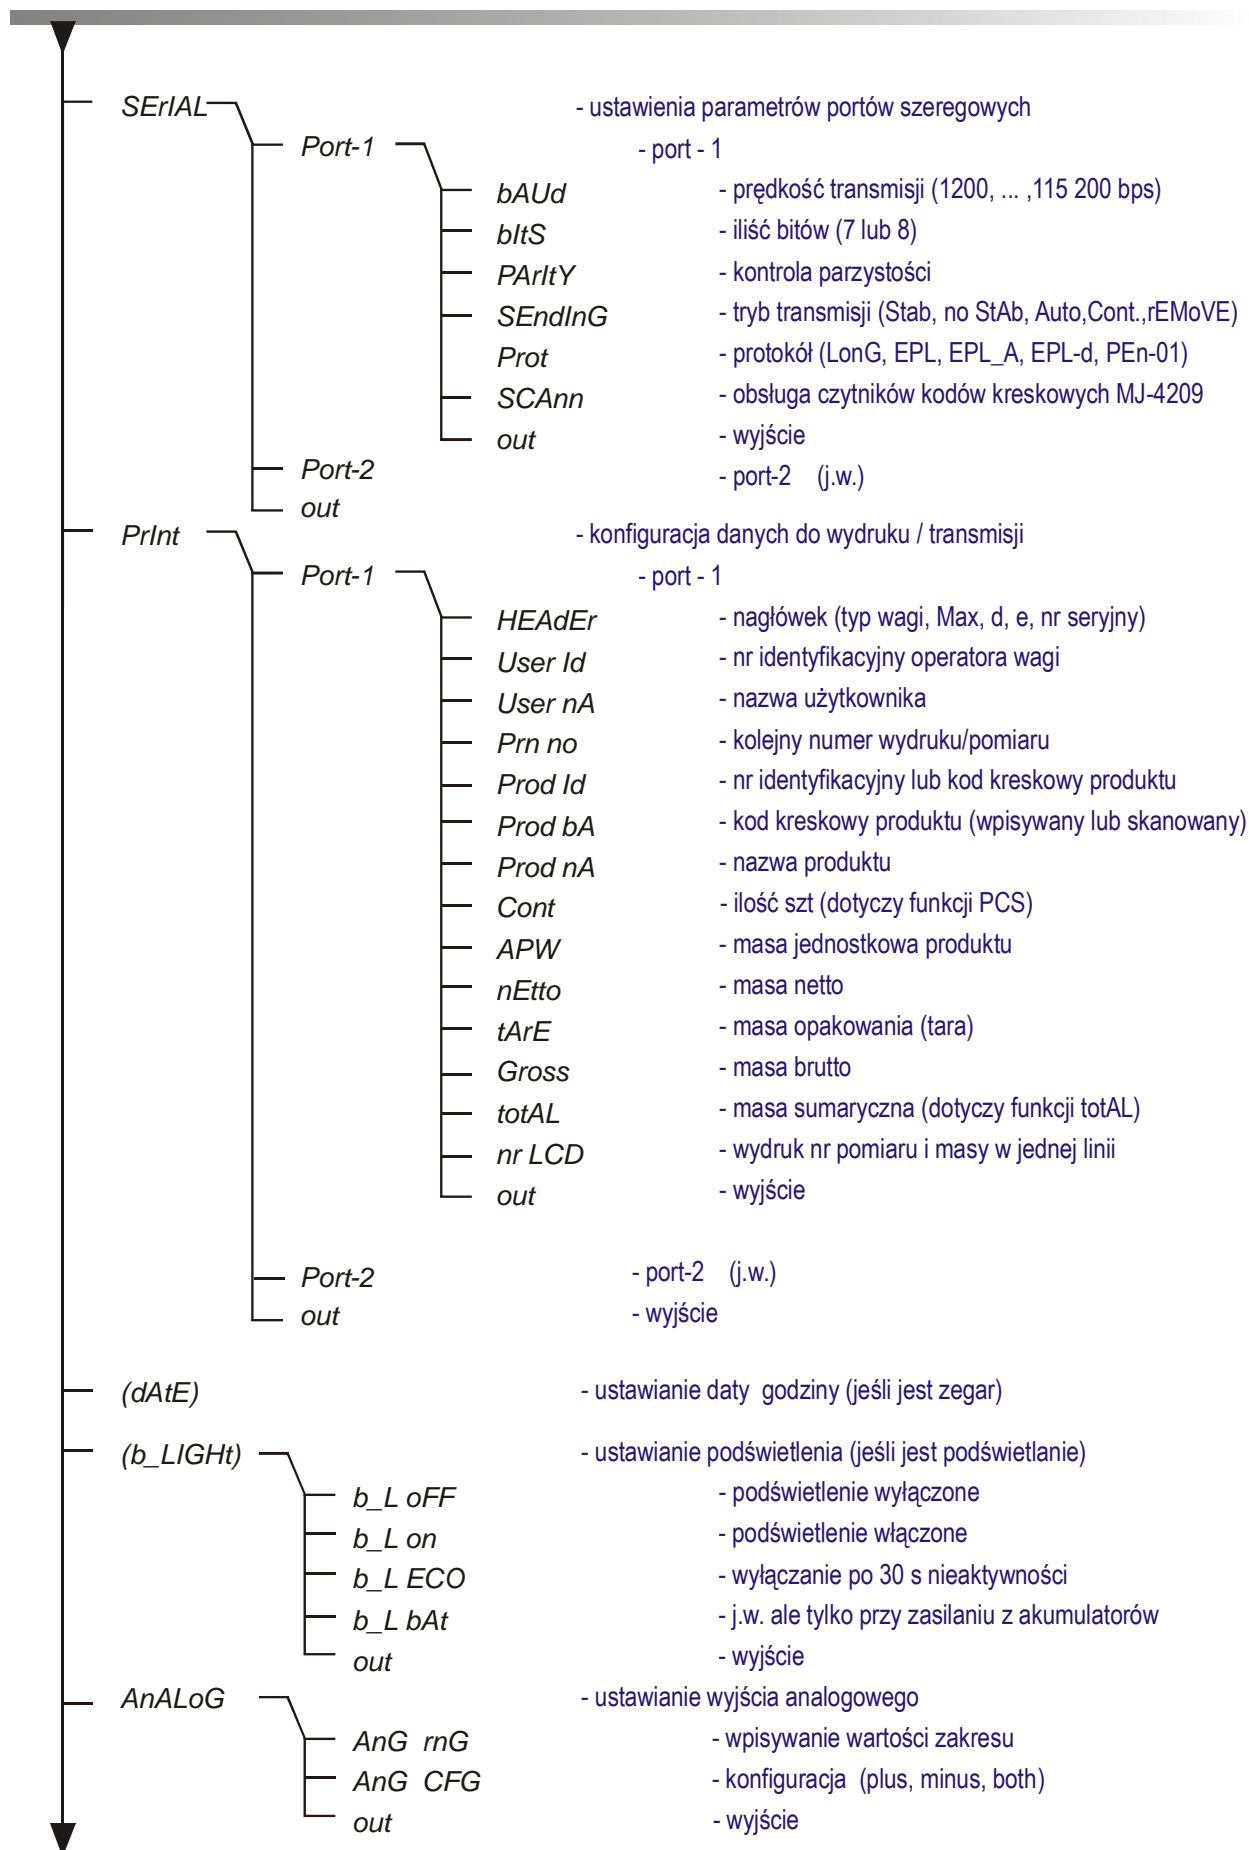 SErIAL - ustawienia parametrów portów szeregowych
Port-1 - port - 1
bAUd - prędkość transmisji (1200, ... ,115 200 bps)
bItS - iliść bitów (7 lub 8)
PArItY - kontrola parzystości
SEndInG - tryb transmisji (Stab, no StAb, Auto,Cont.,rEMoVE)
Prot - protokół (LonG, EPL, EPL_A, EPL-d, PEn-01)
SCAnn - obsługa czytników kodów kreskowych MJ-4209
out - wyjście
Port-2 - port-2 (j.w.)
out
PrInt - konfiguracja danych do wydruku / transmisji
Port-1 - port - 1
HEAdEr - nagłówek (typ wagi, Max, d, e, nr seryjny)
User Id - nr identyfikacyjny operatora wagi
User nA - nazwa użytkownika
Prn no - kolejny numer wydruku/pomiaru
Prod Id - nr identyfikacyjny lub kod kreskowy produktu
Prod bA - kod kreskowy produktu (wpisywany lub skanowany)
Prod nA - nazwa produktu
Cont - ilość szt (dotyczy funkcji PCS)
APW - masa jednostkowa produktu
nEtto - masa netto
tArE - masa opakowania (tara)
Gross - masa brutto
totAL - masa sumaryczna (dotyczy funkcji totAL)
nr LCD - wydruk nr pomiaru i masy w jednej linii
out - wyjście
Port-2 - port-2 (j.w.)
out - wyjście
(dAtE) - ustawianie daty godziny (jeśli jest zegar)
(b_LIGHt) - ustawianie podświetlenia (jeśli jest podświetlanie)
b_L oFF - podświetlenie wyłączone
b_L on - podświetlenie włączone
b_L ECO - wyłączanie po 30 s nieaktywności
b_L bAt - j.w. ale tylko przy zasilaniu z akumulatorów
out - wyjście
AnALoG - ustawianie wyjścia analogowego
AnG rnG - wpisywanie wartości zakresu
AnG CFG - konfiguracja (plus, minus, both)
out - wyjście